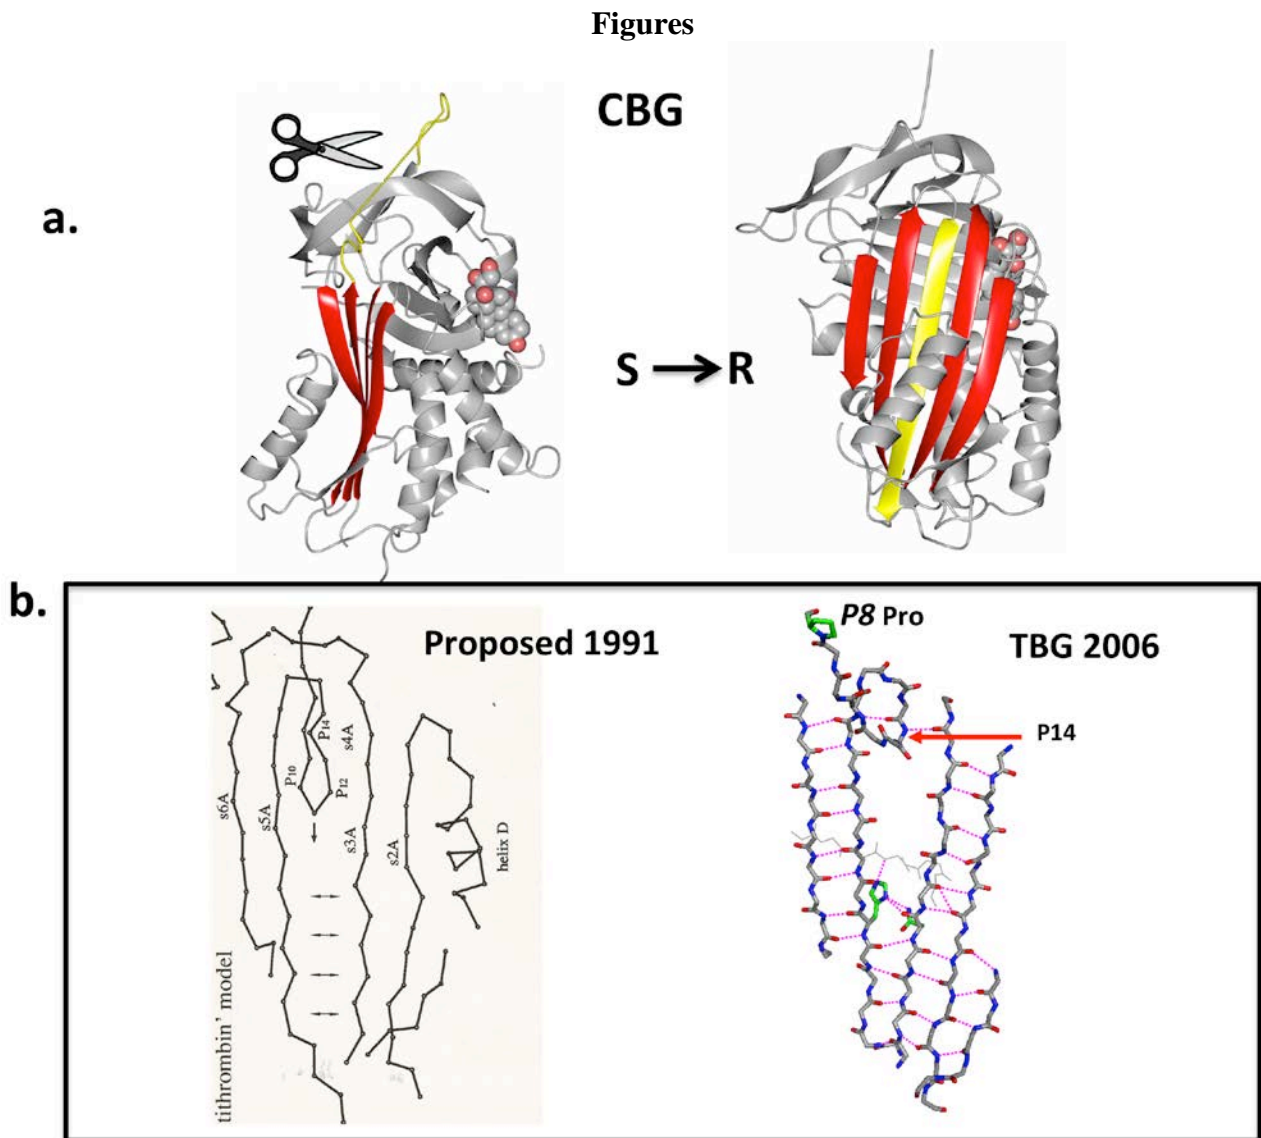 Figures
CBG
a.
S → R
b.
Proposed 1991
P8 Pro
TBG 2006
P14
P14
s4A
P10
P12
s6A
s5A
s3A
s2A
helix D
tithrombin' model